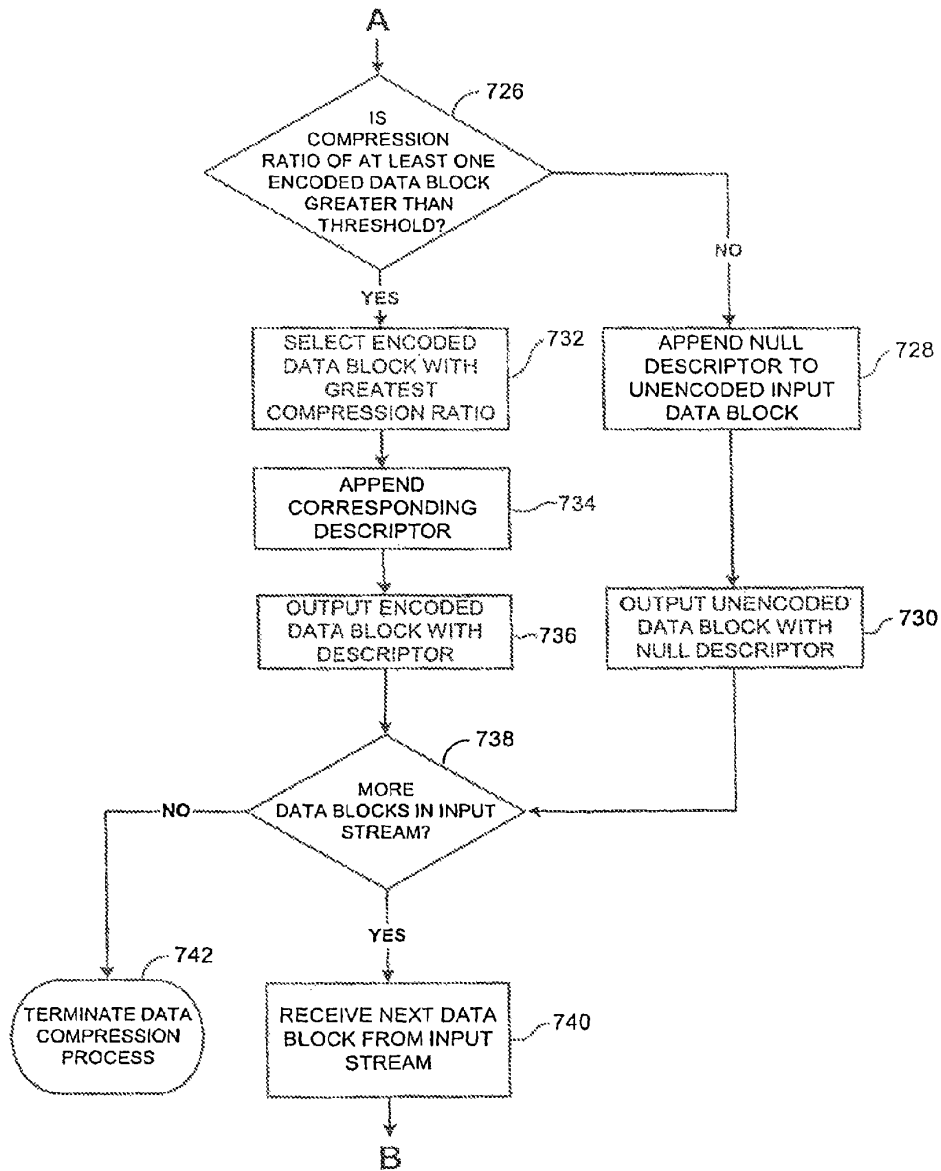 A
726
IS
COMPRESSION
RATIO OF AT LEAST ONE
ENCODED DATA BLOCK
GREATER THAN
THRESHOLD?
NO
YES
SELECT ENCODED
DATA BLOCK WITH
GREATEST
COMPRESSION RATIO
732
APPEND NULL
DESCRIPTOR TO
UNENCODED INPUT
DATA BLOCK
728
APPEND
CORRESPONDING
DESCRIPTOR
734
OUTPUT ENCODED
DATA BLOCK WITH
DESCRIPTOR
736
OUTPUT UNENCODED
DATA BLOCK WITH
NULL DESCRIPTOR
730
738
MORE
DATA BLOCKS IN INPUT
STREAM?
NO
YES
742
TERMINATE DATA
COMPRESSION
PROCESS
RECEIVE NEXT DATA
BLOCK FROM INPUT
STREAM
740
B